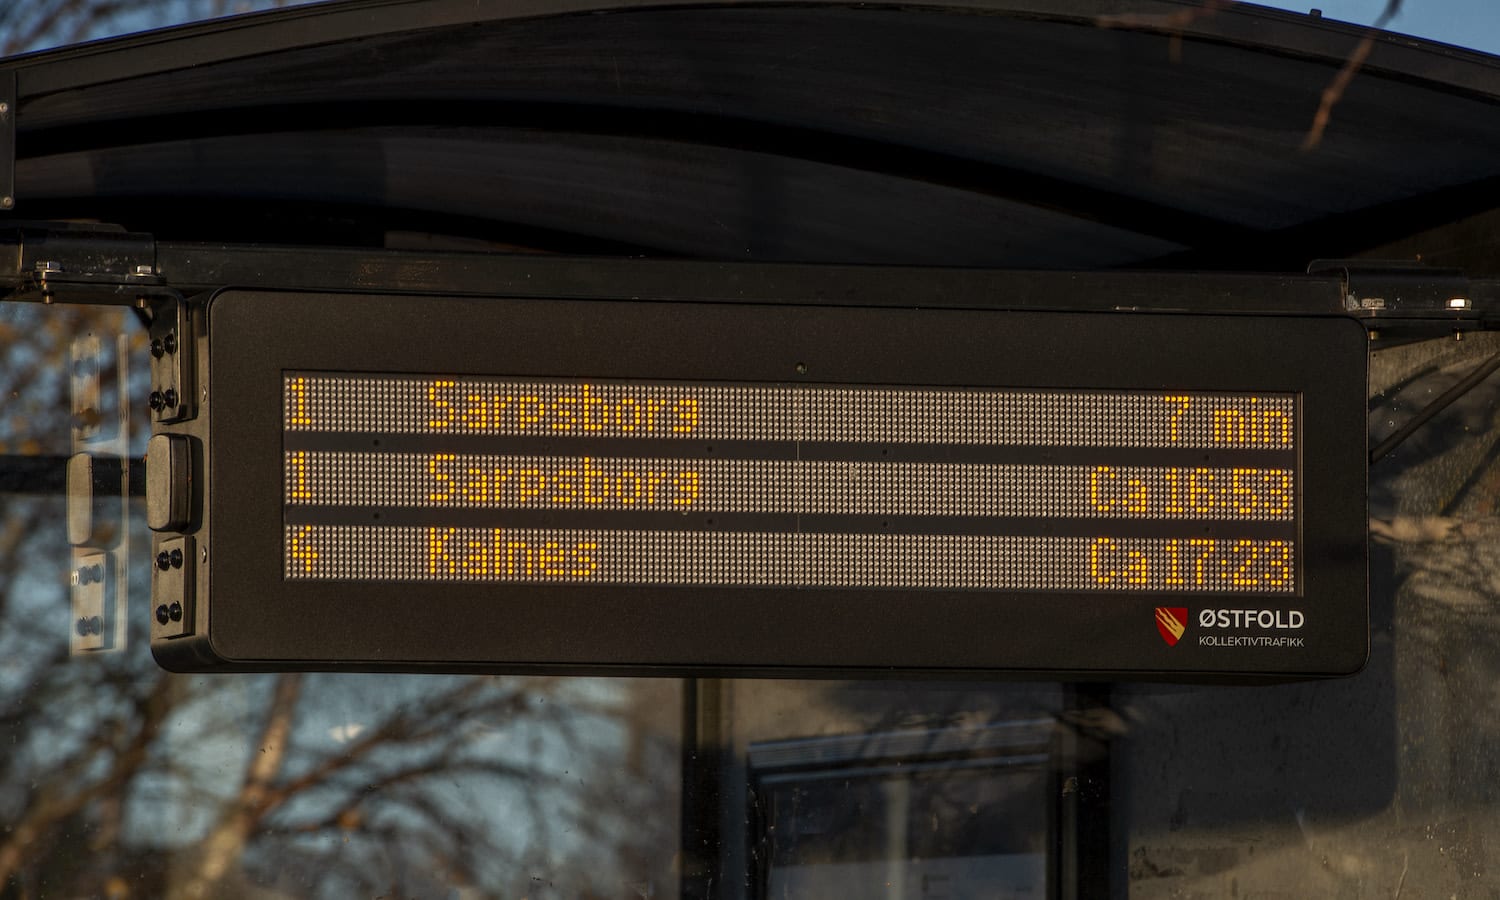 1 Sarpsborg 7 min
1 Sarpsborg Ca 16:53
4 Kalnes Ca 17:23
ØSTFOLD
KOLLEKTIVTRAFIKK